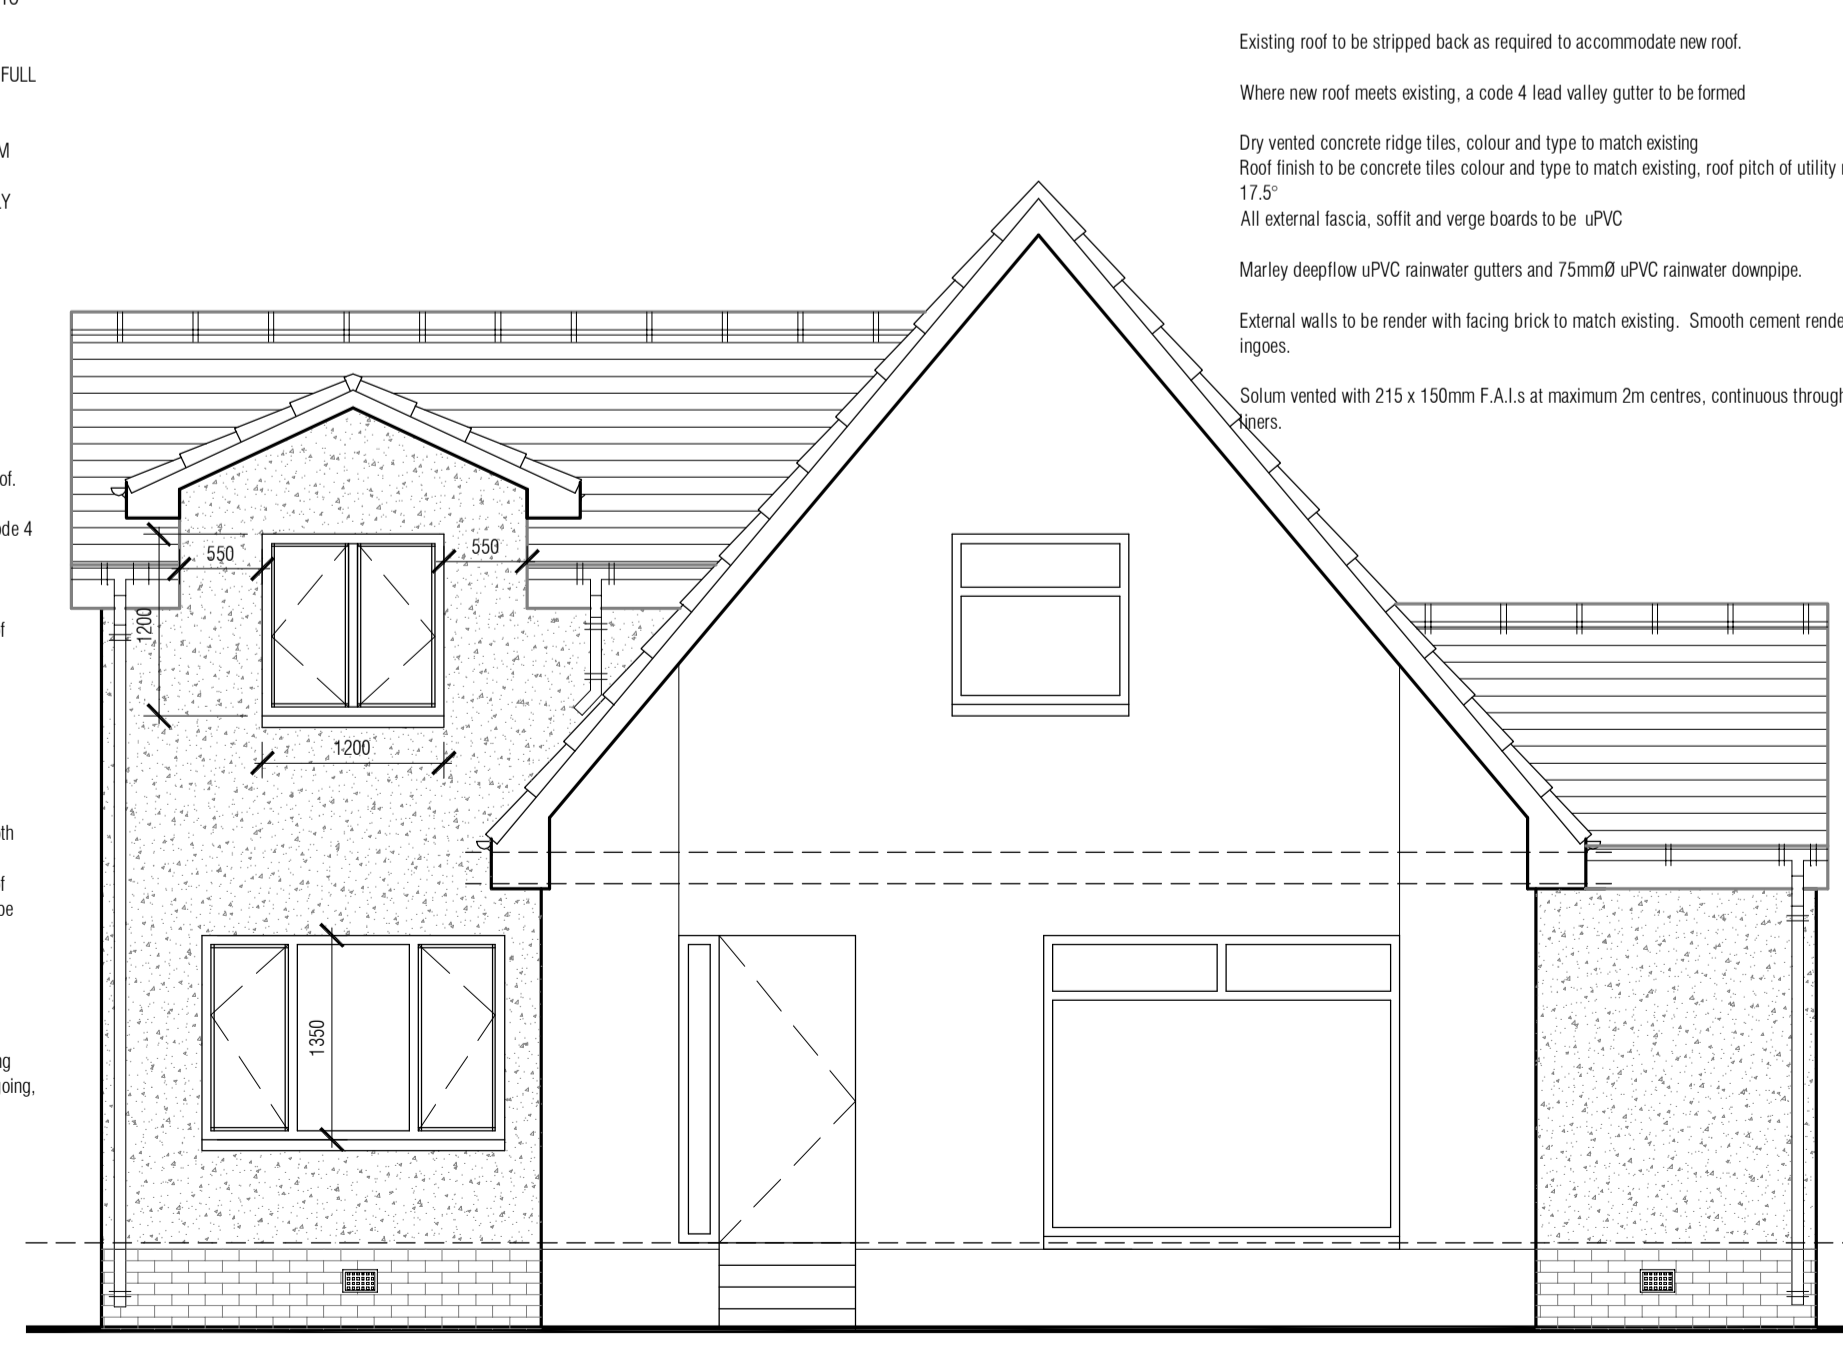 FULL
Existing roof to be stripped back as required to accommodate new roof.
Where new roof meets existing, a code 4 lead valley gutter to be formed
Dry vented concrete ridge tiles, colour and type to match existing
Roof finish to be concrete tiles colour and type to match existing, roof pitch of utility
17.5°
All external fascia, soffit and verge boards to be uPVC
Marley deepflow uPVC rainwater gutters and 75mmØ uPVC rainwater downpipe.
External walls to be render with facing brick to match existing. Smooth cement rende
ingoes.
Solum vented with 215 x 150mm F.A.I.s at maximum 2m centres, continuous through
liners.
of.
de 4
550
550
1200
1200
th
be
going,
1350